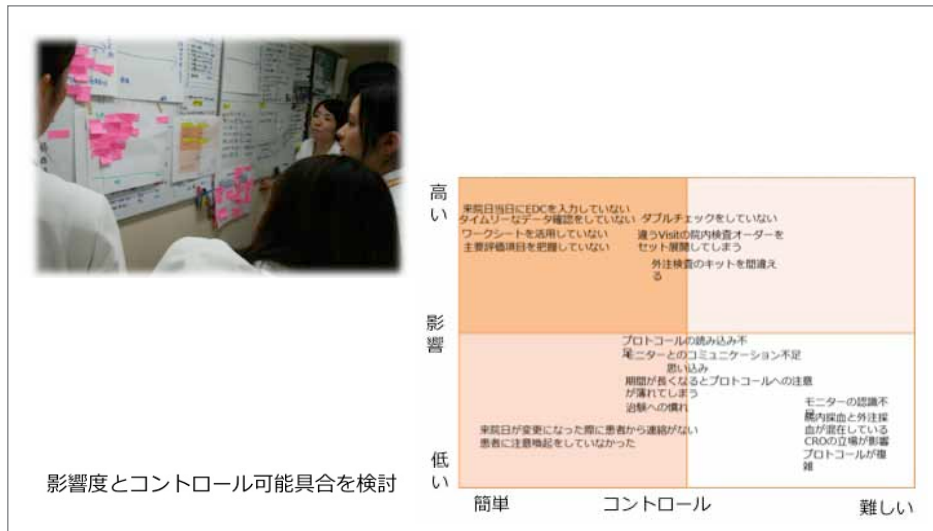 高い
影響
低い
来院日当日にEDCを入力していない
タイムリーなデータ確認をしていない
ワークシートを活用していない
主要評価項目を把握していない
ダブルチェックをしていない
違うVisitの院内検査オーダーを
セット展開してしまう
外注検査のキットを間違え
る
プロトコールの読み込み不
足
モニターとのコミュニケーション不足
思い込み
期間が長くなるとプロトコールへの注意
が薄れてしまう
治験への慣れ
来院日が変更になった際に患者から連絡がない
患者に注意喚起をしていなかった
モニターの認識不
足
院内採血と外注採
血が混在している
CROの立場が影響
プロトコールが複
雑
簡単
コントロール
難しい
影響度とコントロール可能具合を検討